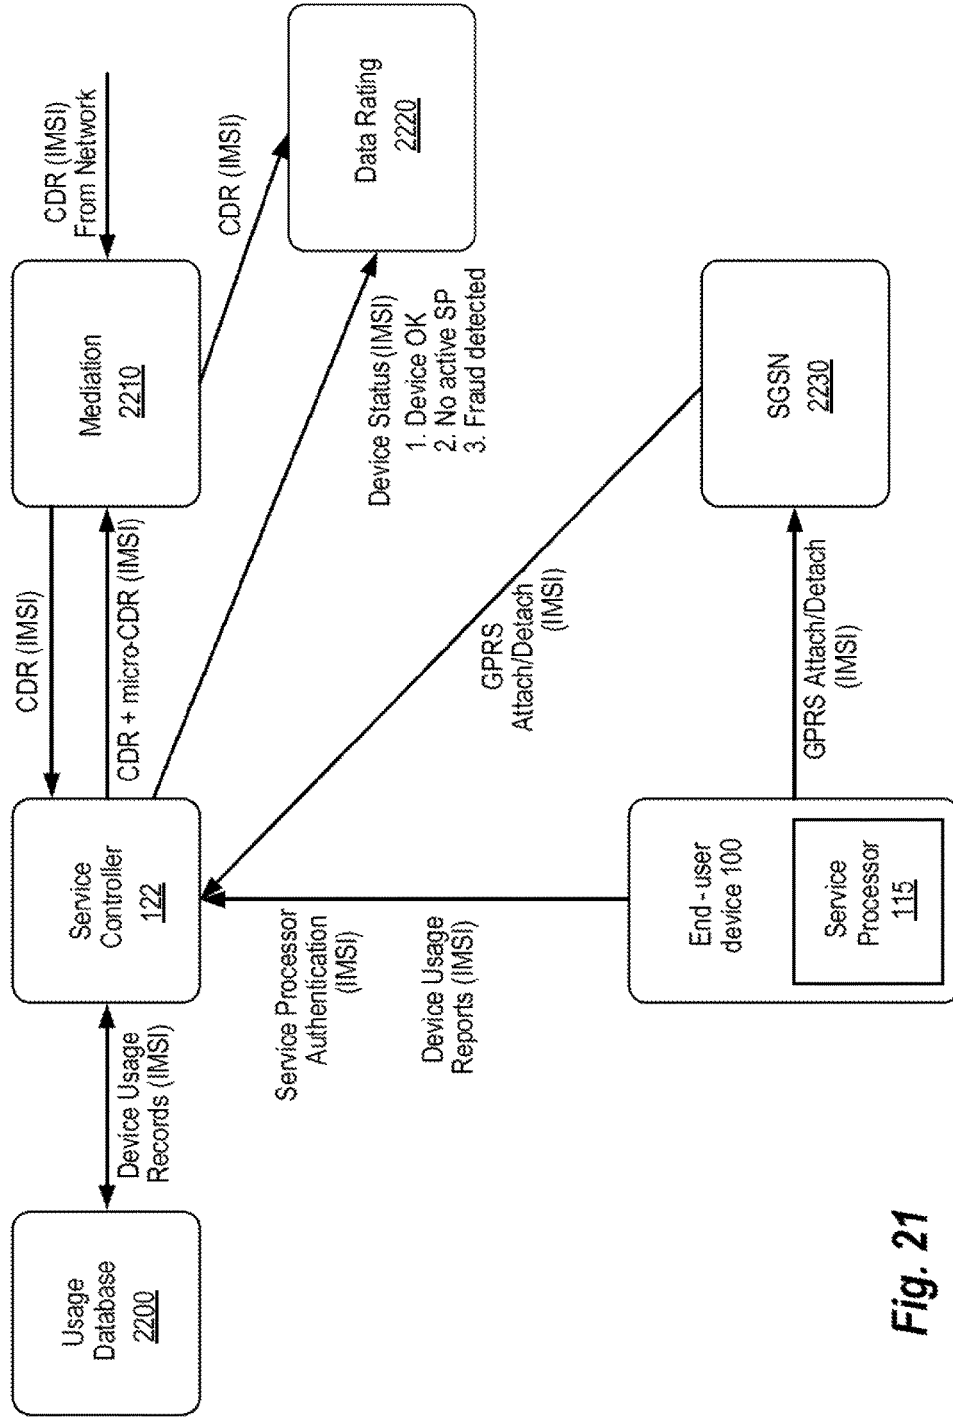 Usage
Database
2200
Device Usage
Records (IMSI)
Service
Controller
122
CDR (IMSI)
CDR + micro-CDR (IMSI)
Mediation
2210
CDR (IMSI)
From Network
CDR (IMSI)
Data Rating
2220
Device Status (IMSI)
1. Device OK
2. No active SP
3. Fraud detected
Service Processor
Authentication
(IMSI)
Device Usage
Reports (IMSI)
GPRS
Attach/Detach
(IMSI)
End - user
device 100
Service
Processor
115
GPRS Attach/Detach
(IMSI)
SGSN
2230
Fig. 21